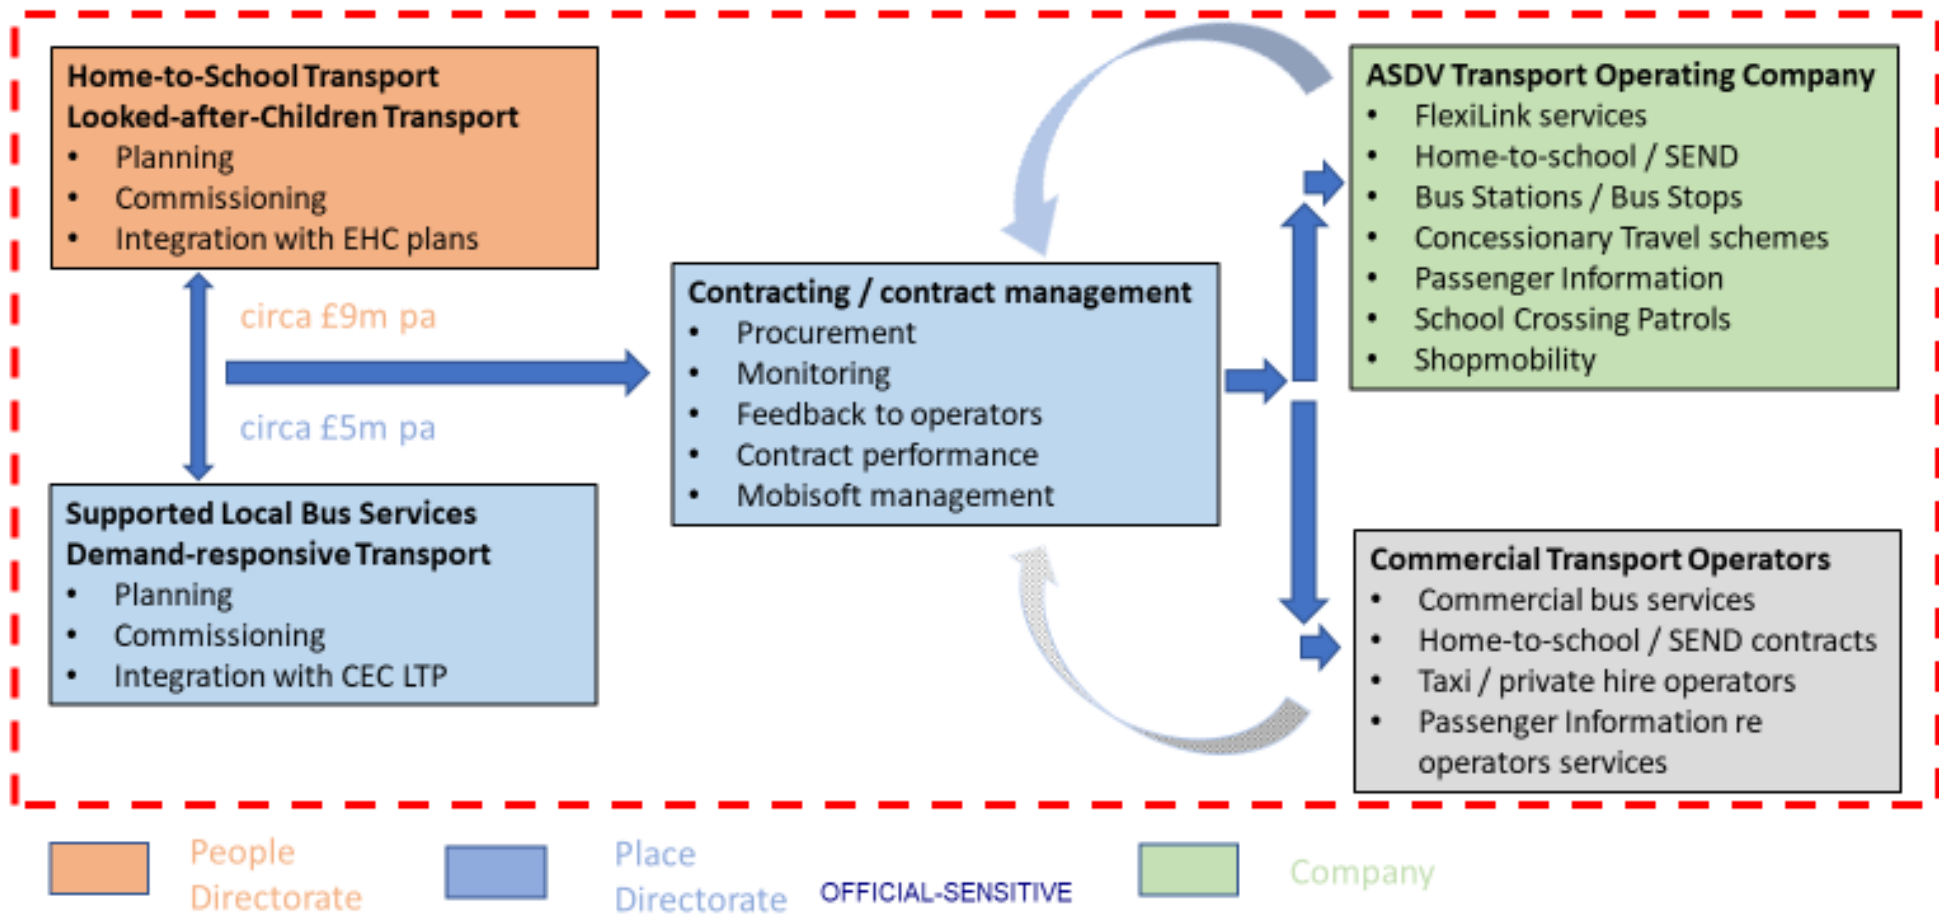 Home-to-School Transport
Looked-after-Children Transport
• Planning
• Commissioning
• Integration with EHC plans
circa £9m pa
circa £5m pa
Supported Local Bus Services
Demand-responsive Transport
• Planning
• Commissioning
• Integration with CEC LTP
Contracting / contract management
• Procurement
• Monitoring
• Feedback to operators
• Contract performance
• Mobisoft management
ASDV Transport Operating Company
• FlexiLink services
• Home-to-school / SEND
• Bus Stations / Bus Stops
• Concessionary Travel schemes
• Passenger Information
• School Crossing Patrols
• Shopmobility
Commercial Transport Operators
• Commercial bus services
• Home-to-school / SEND contracts
• Taxi / private hire operators
• Passenger Information re
operators services
People
Directorate
Place
Directorate
OFFICIAL-SENSITIVE
Company